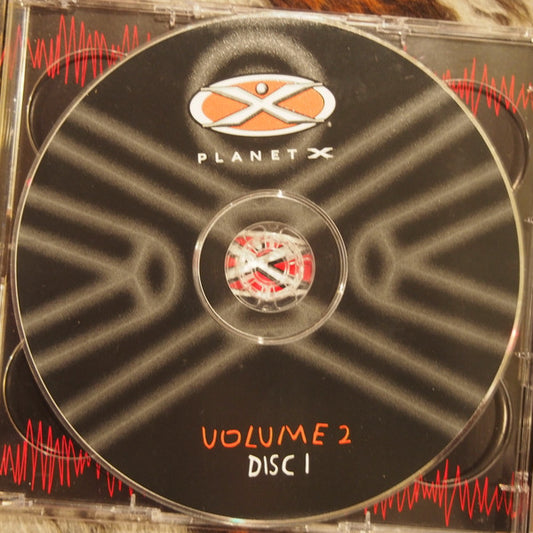 PLANET X
VOLUME 2
DISC 1